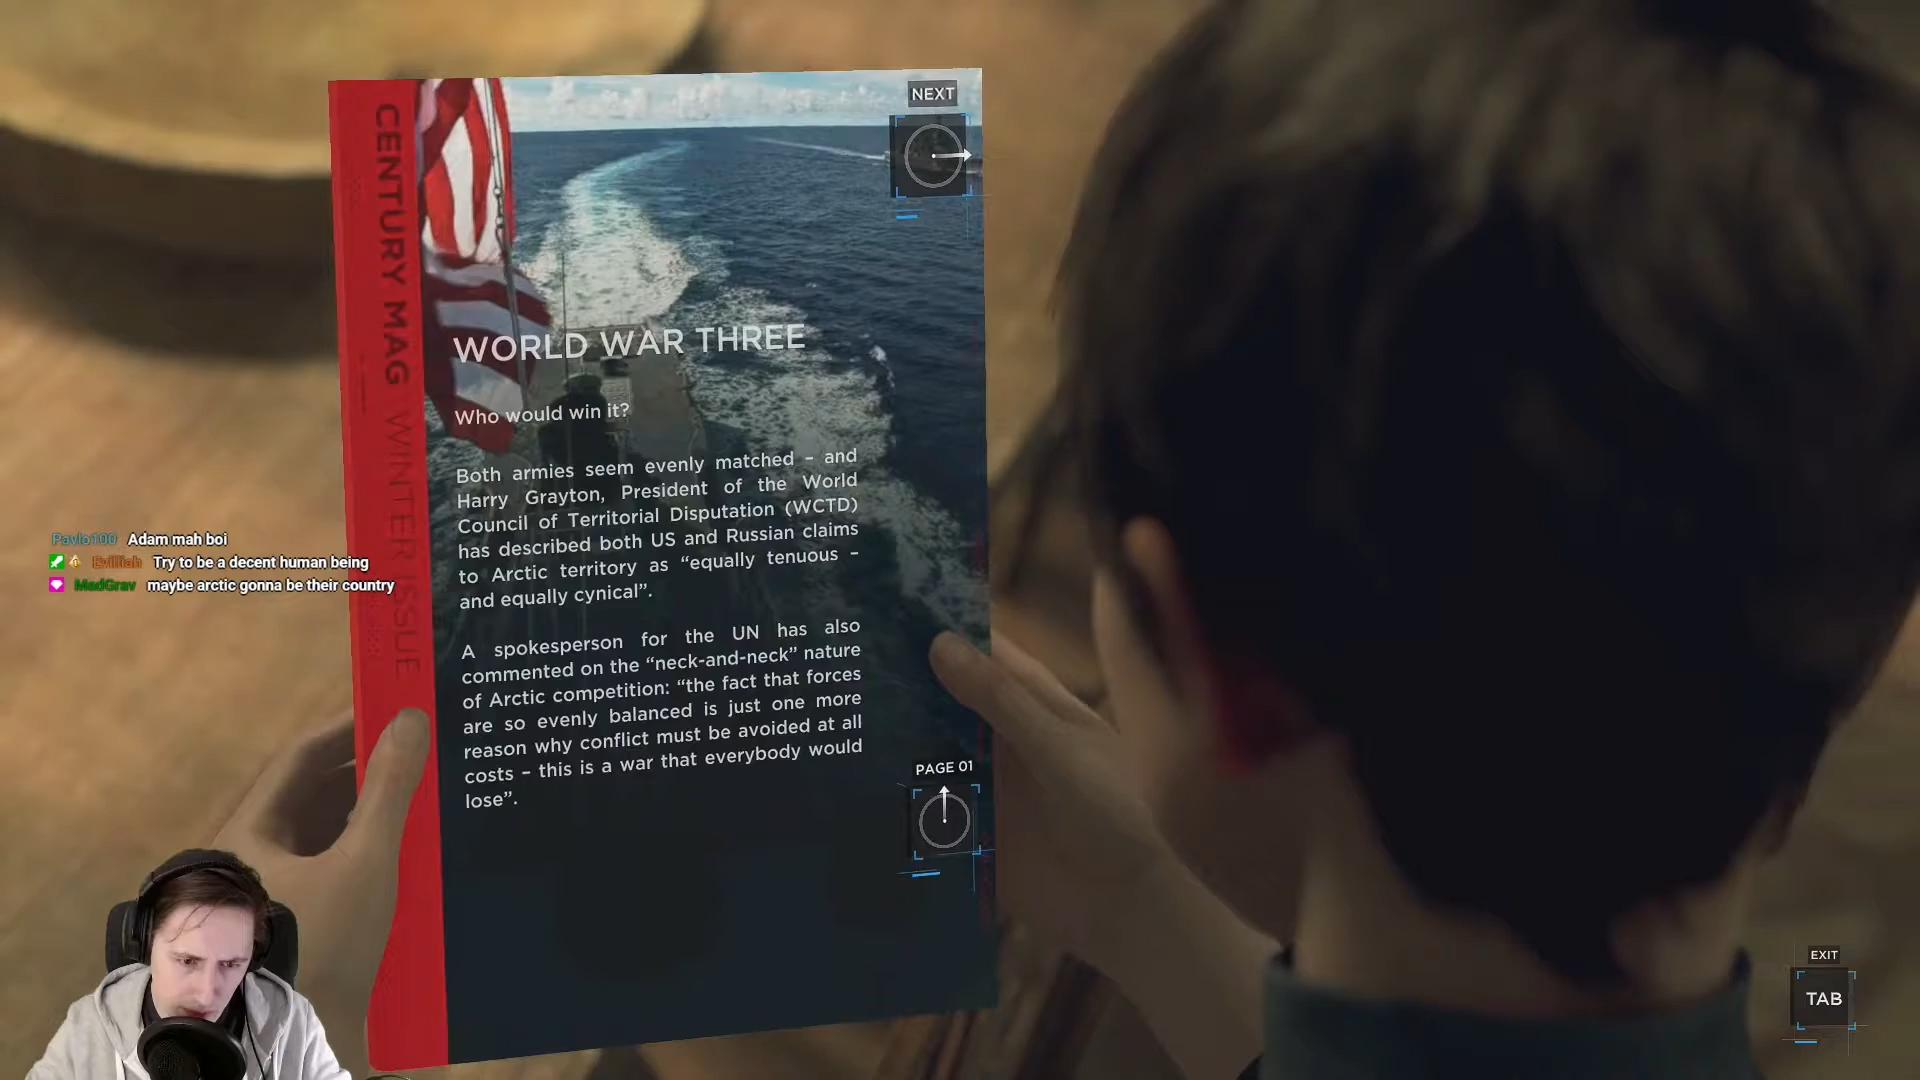 NEXT
CENTURY MAG WINTER ISSUE
WORLD WAR THREE
Who would win it?
Both armies seem evenly matched – and
Harry Grayton, President of the World
Council of Territorial Disputation (WCTD)
has described both US and Russian claims
to Arctic territory as “equally tenuous –
and equally cynical”.
A spokesperson for the UN has also
commented on the “neck-and-neck” nature
of Arctic competition: “the fact that forces
are so evenly balanced is just one more
reason why conflict must be avoided at all
costs – this is a war that everybody would
lose”.
PAGE 01
Pavlo100 Adam mah boi
Evilliah Try to be a decent human being
MadGrav maybe arctic gonna be their country
EXIT
TAB